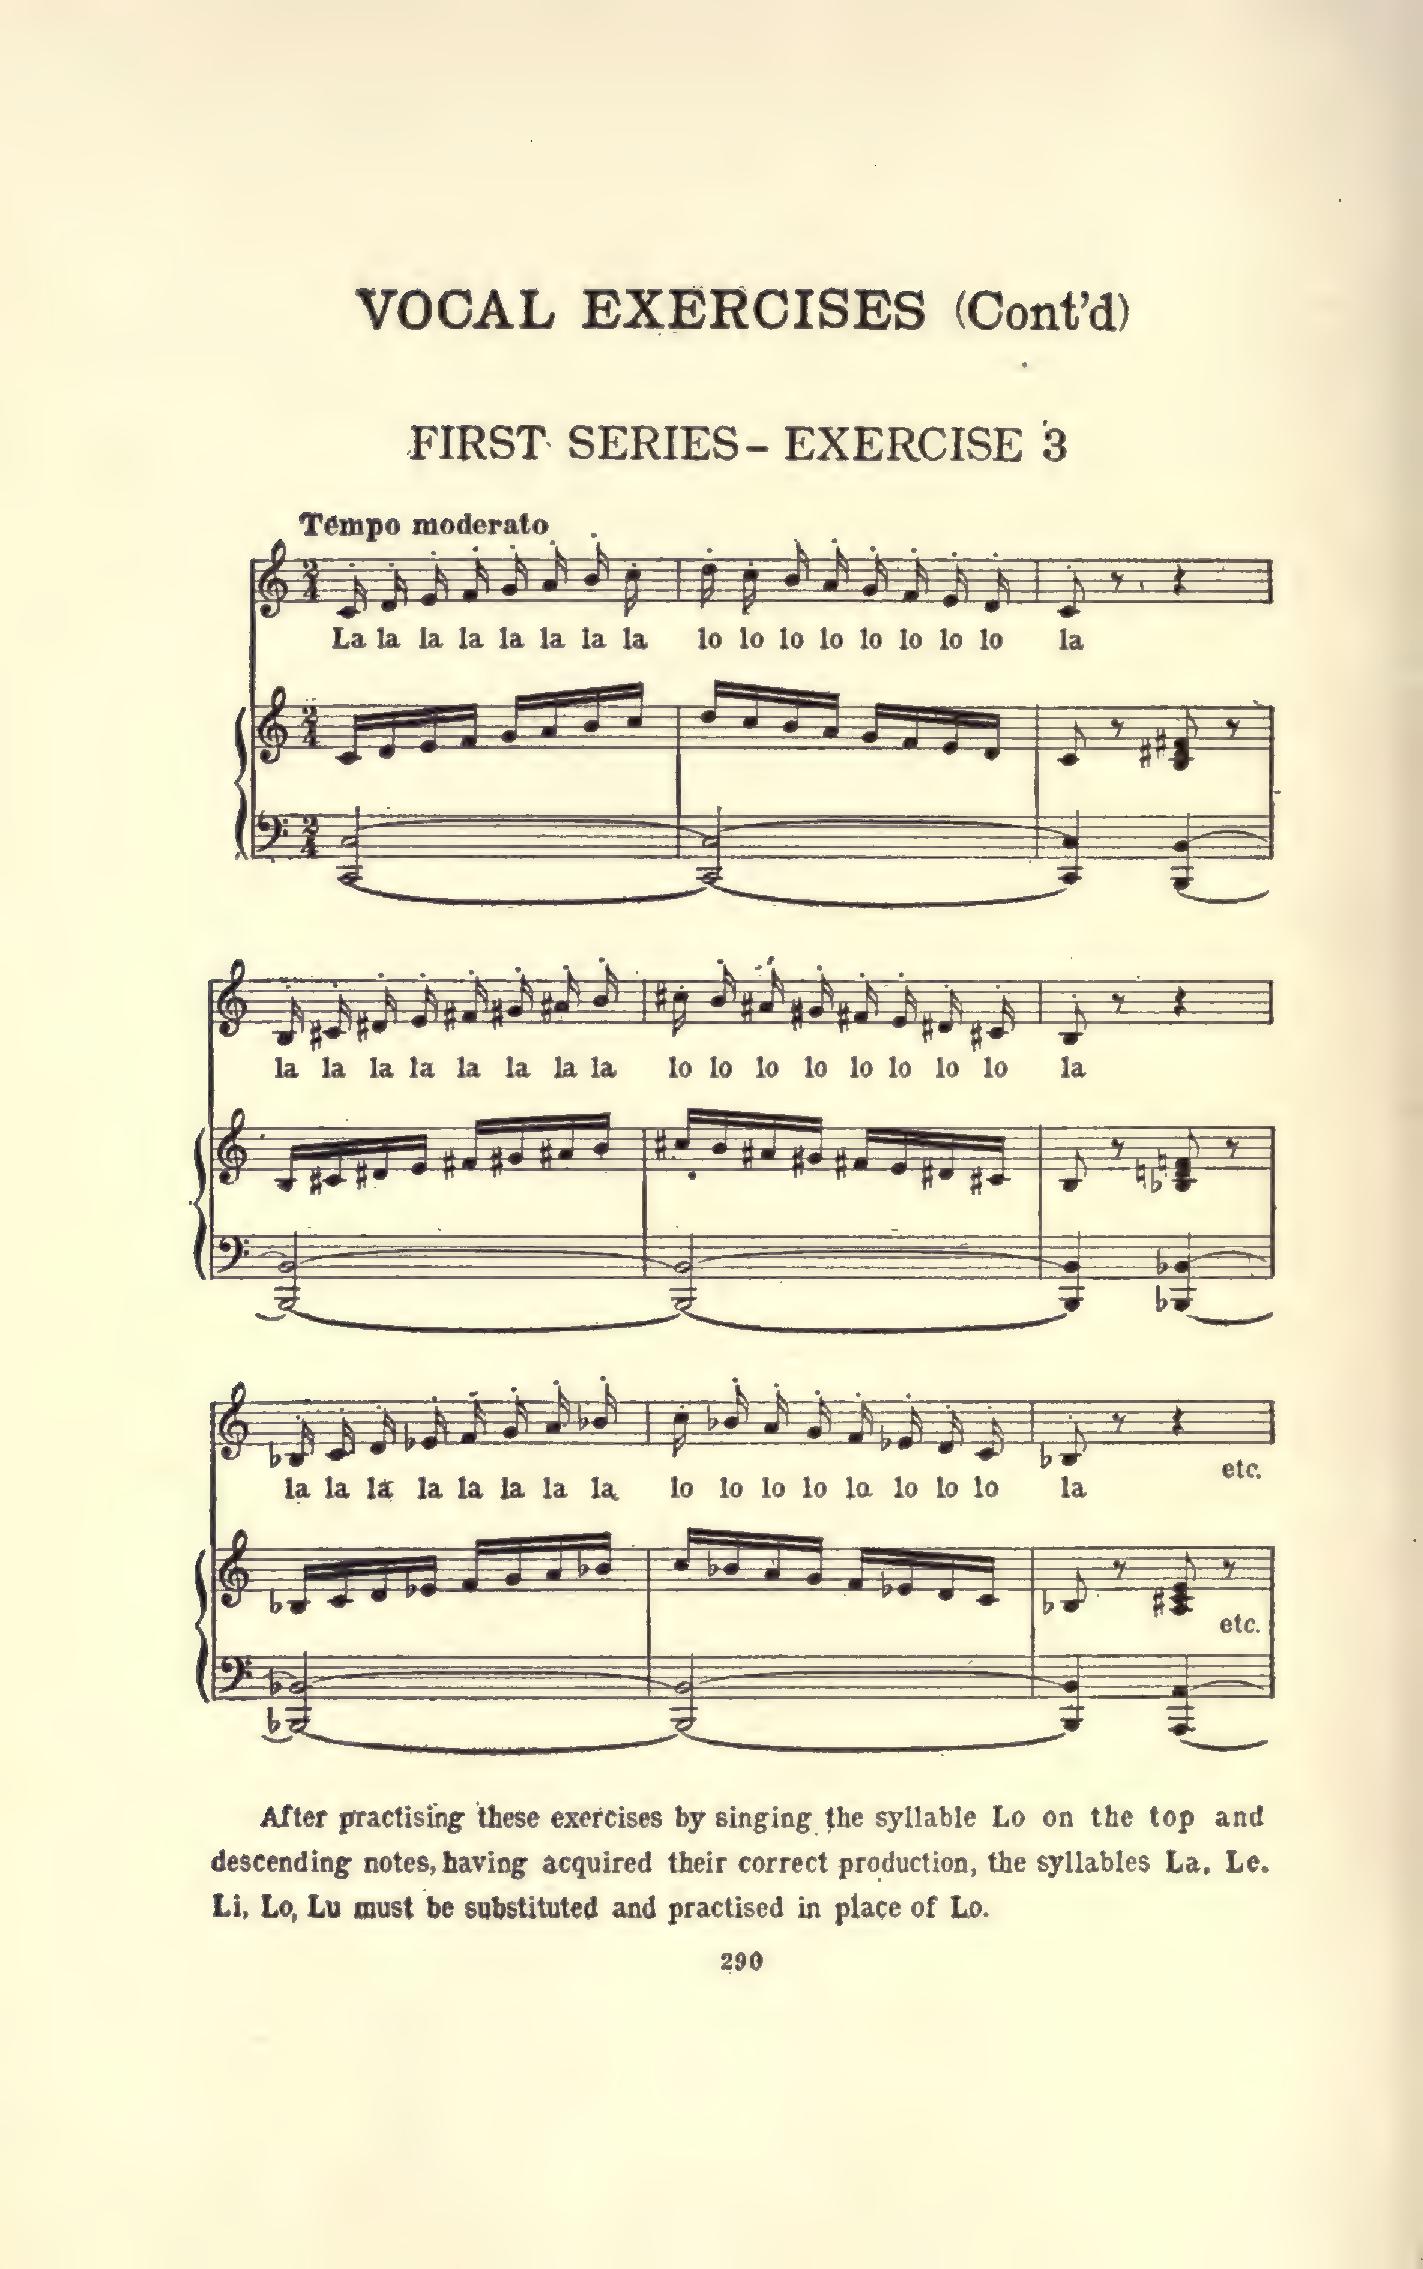 VOCAL EXERCISES (Cont'd)
FIRST SERIES – EXERCISE 3
Tempo moderato
La la la la la la la la lo lo lo lo lo lo lo lo la
la la la la la la la la lo lo lo lo lo lo lo lo la
etc.
la la la la la la la la lo lo lo lo lo lo lo lo la
etc.
After practising these exercises by singing the syllable Lo on the top and
descending notes, having acquired their correct production, the syllables La, Le.
Li, Lo, Lu must be substituted and practised in place of Lo.
290